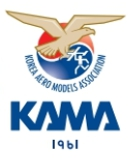 KOREA AERO MODELS ASSOCIATION
KAMA
1961